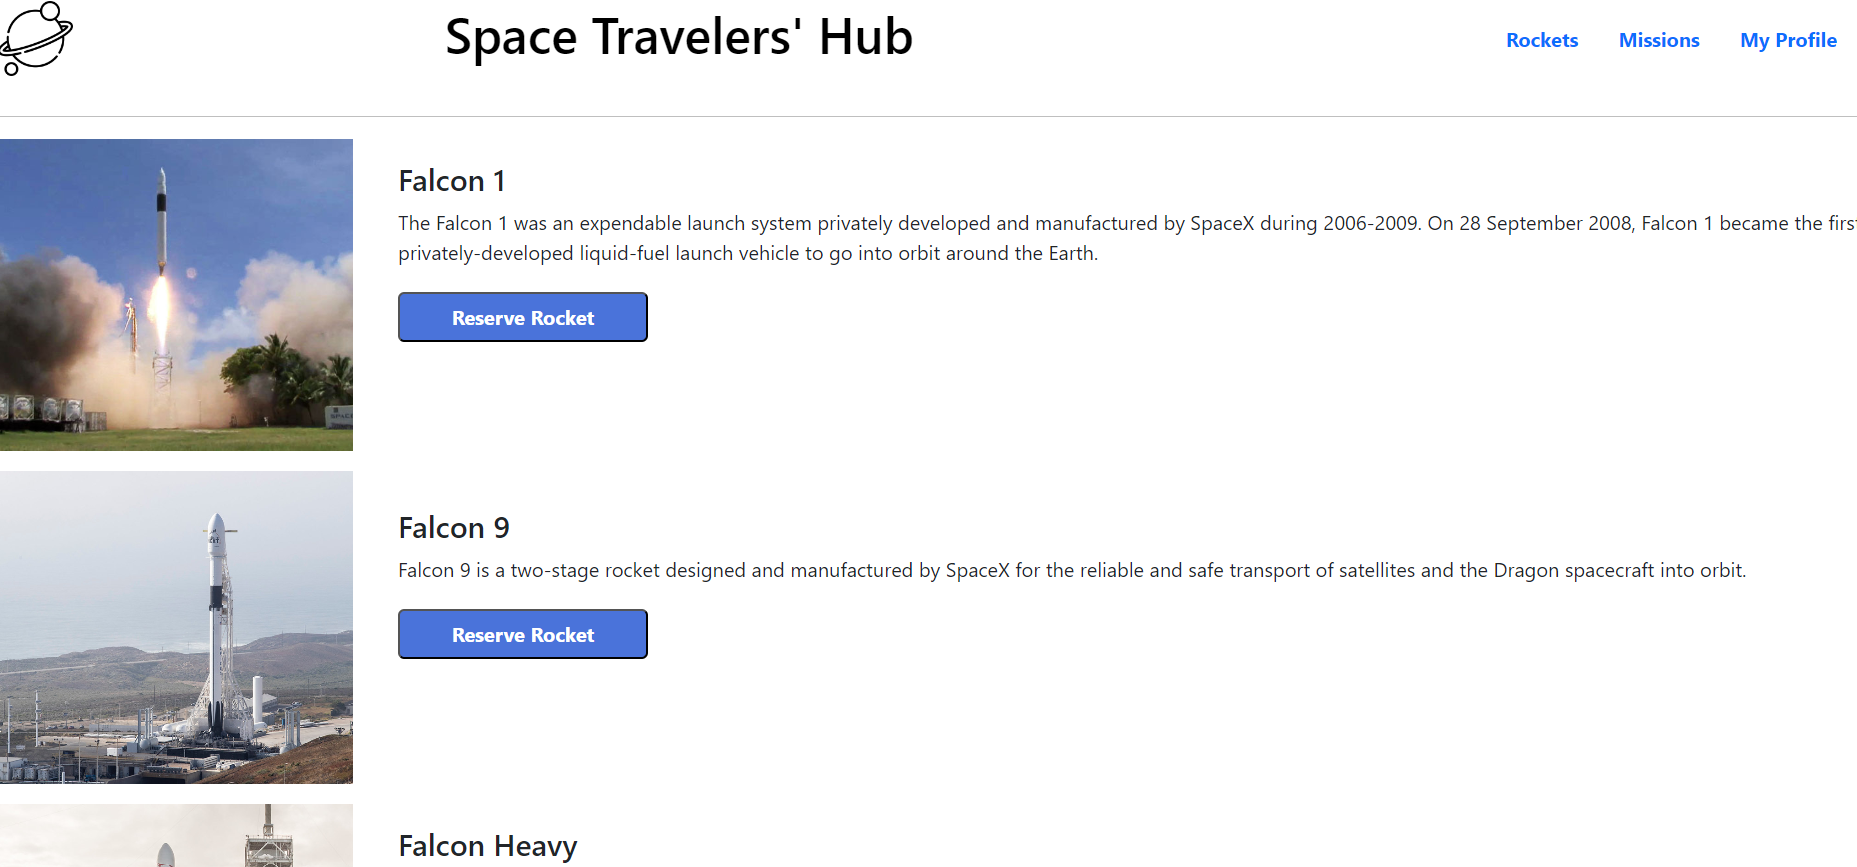 Space Travelers' Hub
Rockets Missions My Profile
Falcon 1
The Falcon 1 was an expendable launch system privately developed and manufactured by SpaceX during 2006-2009. On 28 September 2008, Falcon 1 became the first
privately-developed liquid-fuel launch vehicle to go into orbit around the Earth.
Reserve Rocket
Falcon 9
Falcon 9 is a two-stage rocket designed and manufactured by SpaceX for the reliable and safe transport of satellites and the Dragon spacecraft into orbit.
Reserve Rocket
Falcon Heavy